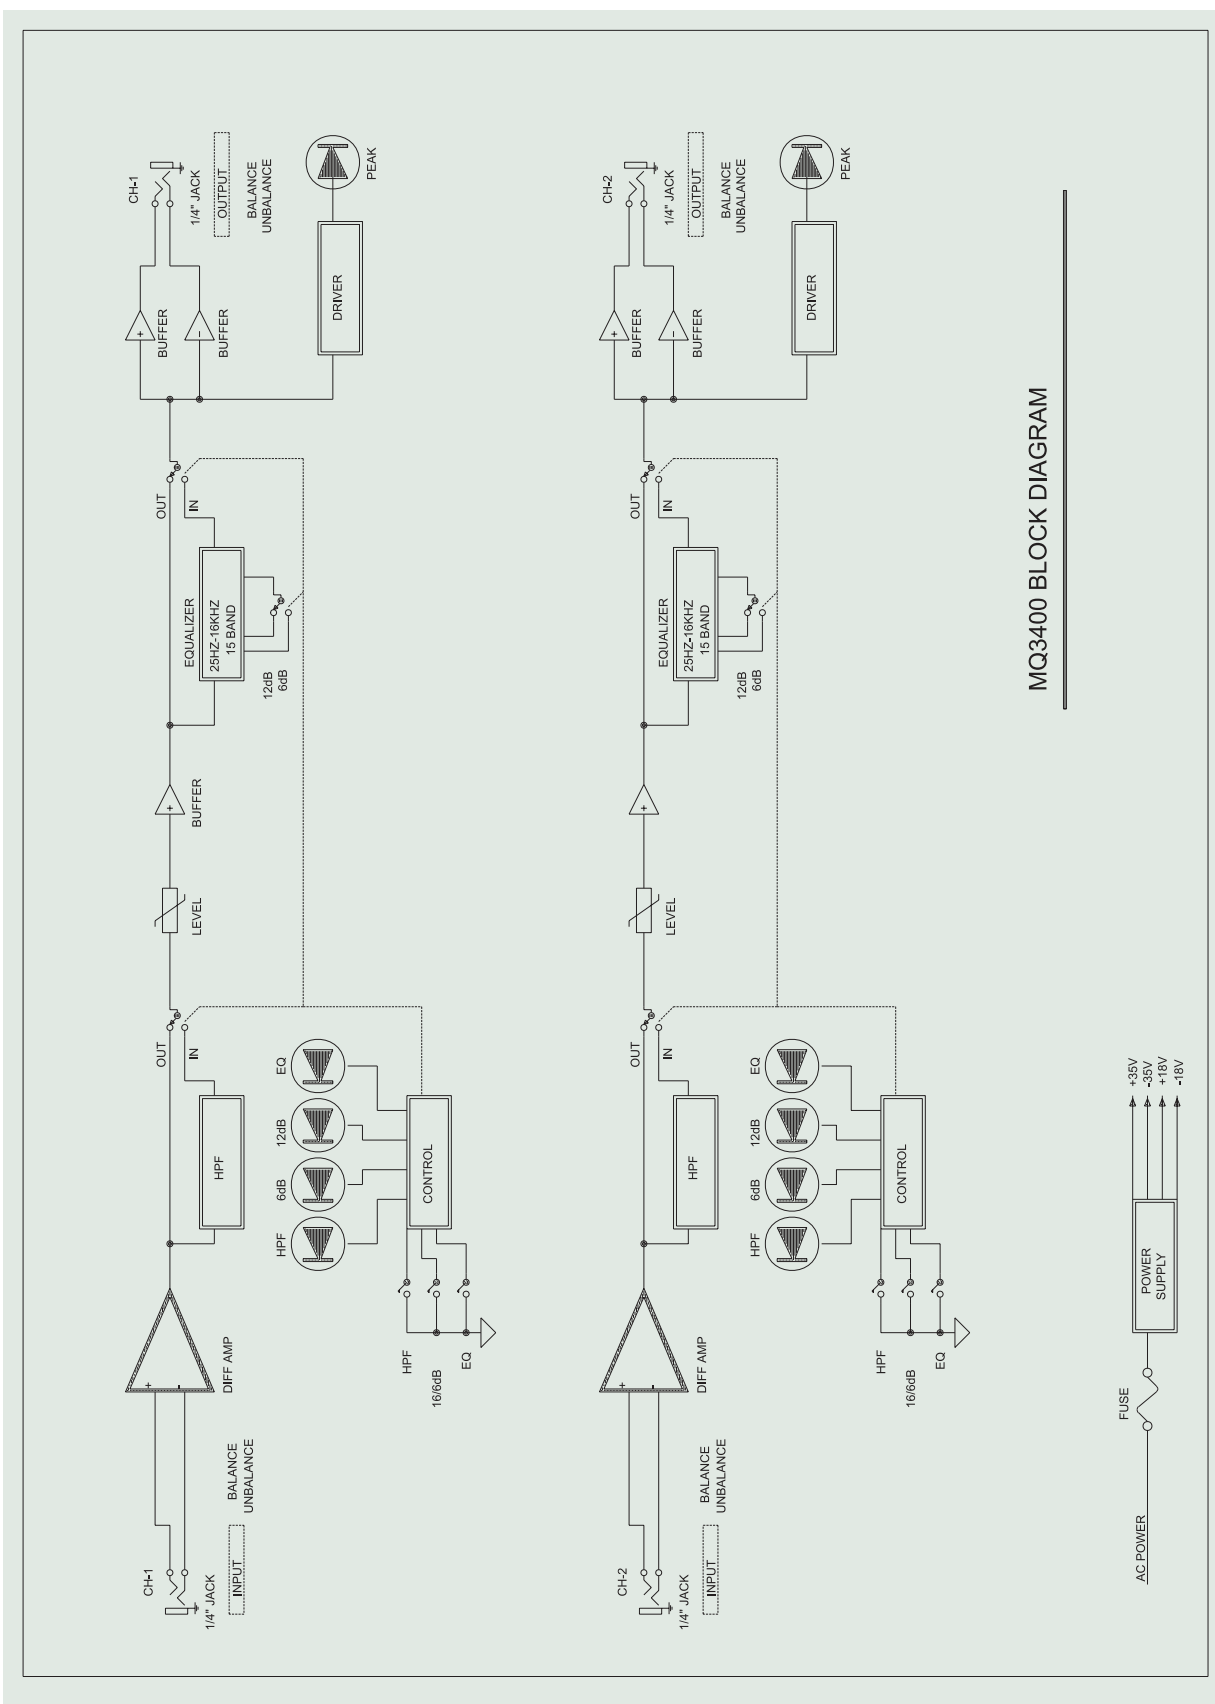 CH-1
1/4" JACK
INPUT
BALANCE
UNBALANCE
+
-
DIFF AMP
HPF
OUT
IN
LEVEL
+
BUFFER
EQUALIZER
25HZ-16KHZ
15 BAND
12dB
6dB
OUT
IN
+
BUFFER
-
BUFFER
CH-1
1/4" JACK
OUTPUT
BALANCE
UNBALANCE
DRIVER
PEAK
HPF
6dB
12dB
EQ
CONTROL
HPF
16/6dB
EQ
CH-2
1/4" JACK
INPUT
BALANCE
UNBALANCE
+
-
DIFF AMP
HPF
OUT
IN
LEVEL
+
EQUALIZER
25HZ-16KHZ
15 BAND
12dB
6dB
OUT
IN
+
BUFFER
-
BUFFER
CH-2
1/4" JACK
OUTPUT
BALANCE
UNBALANCE
DRIVER
PEAK
HPF
6dB
12dB
EQ
CONTROL
HPF
16/6dB
EQ
MQ3400 BLOCK DIAGRAM
AC POWER
FUSE
POWER
SUPPLY
+35V
-35V
+18V
-18V